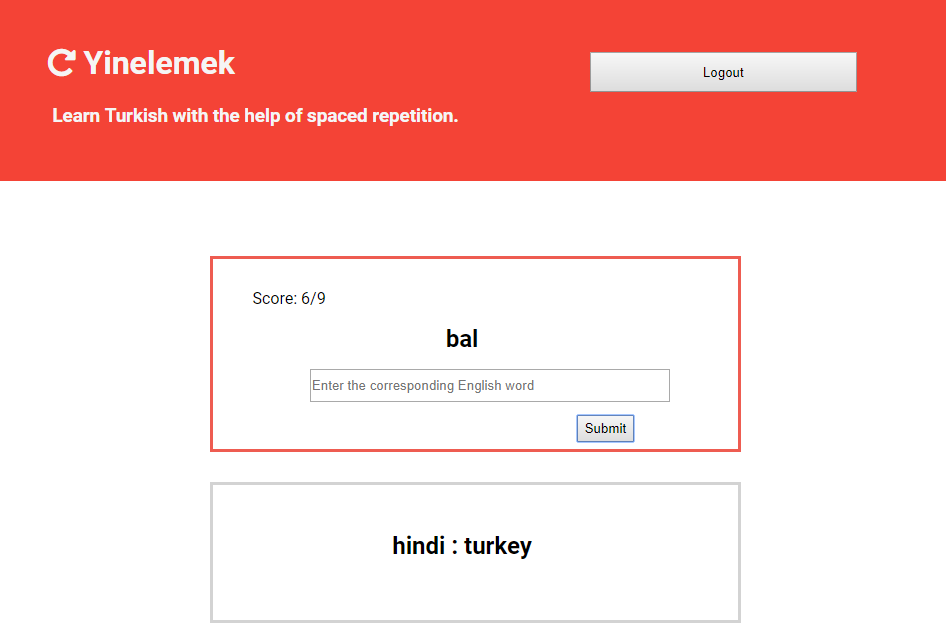 Yinelemek
Logout
Learn Turkish with the help of spaced repetition.
Score: 6/9
bal
Enter the corresponding English word
Submit
hindi : turkey